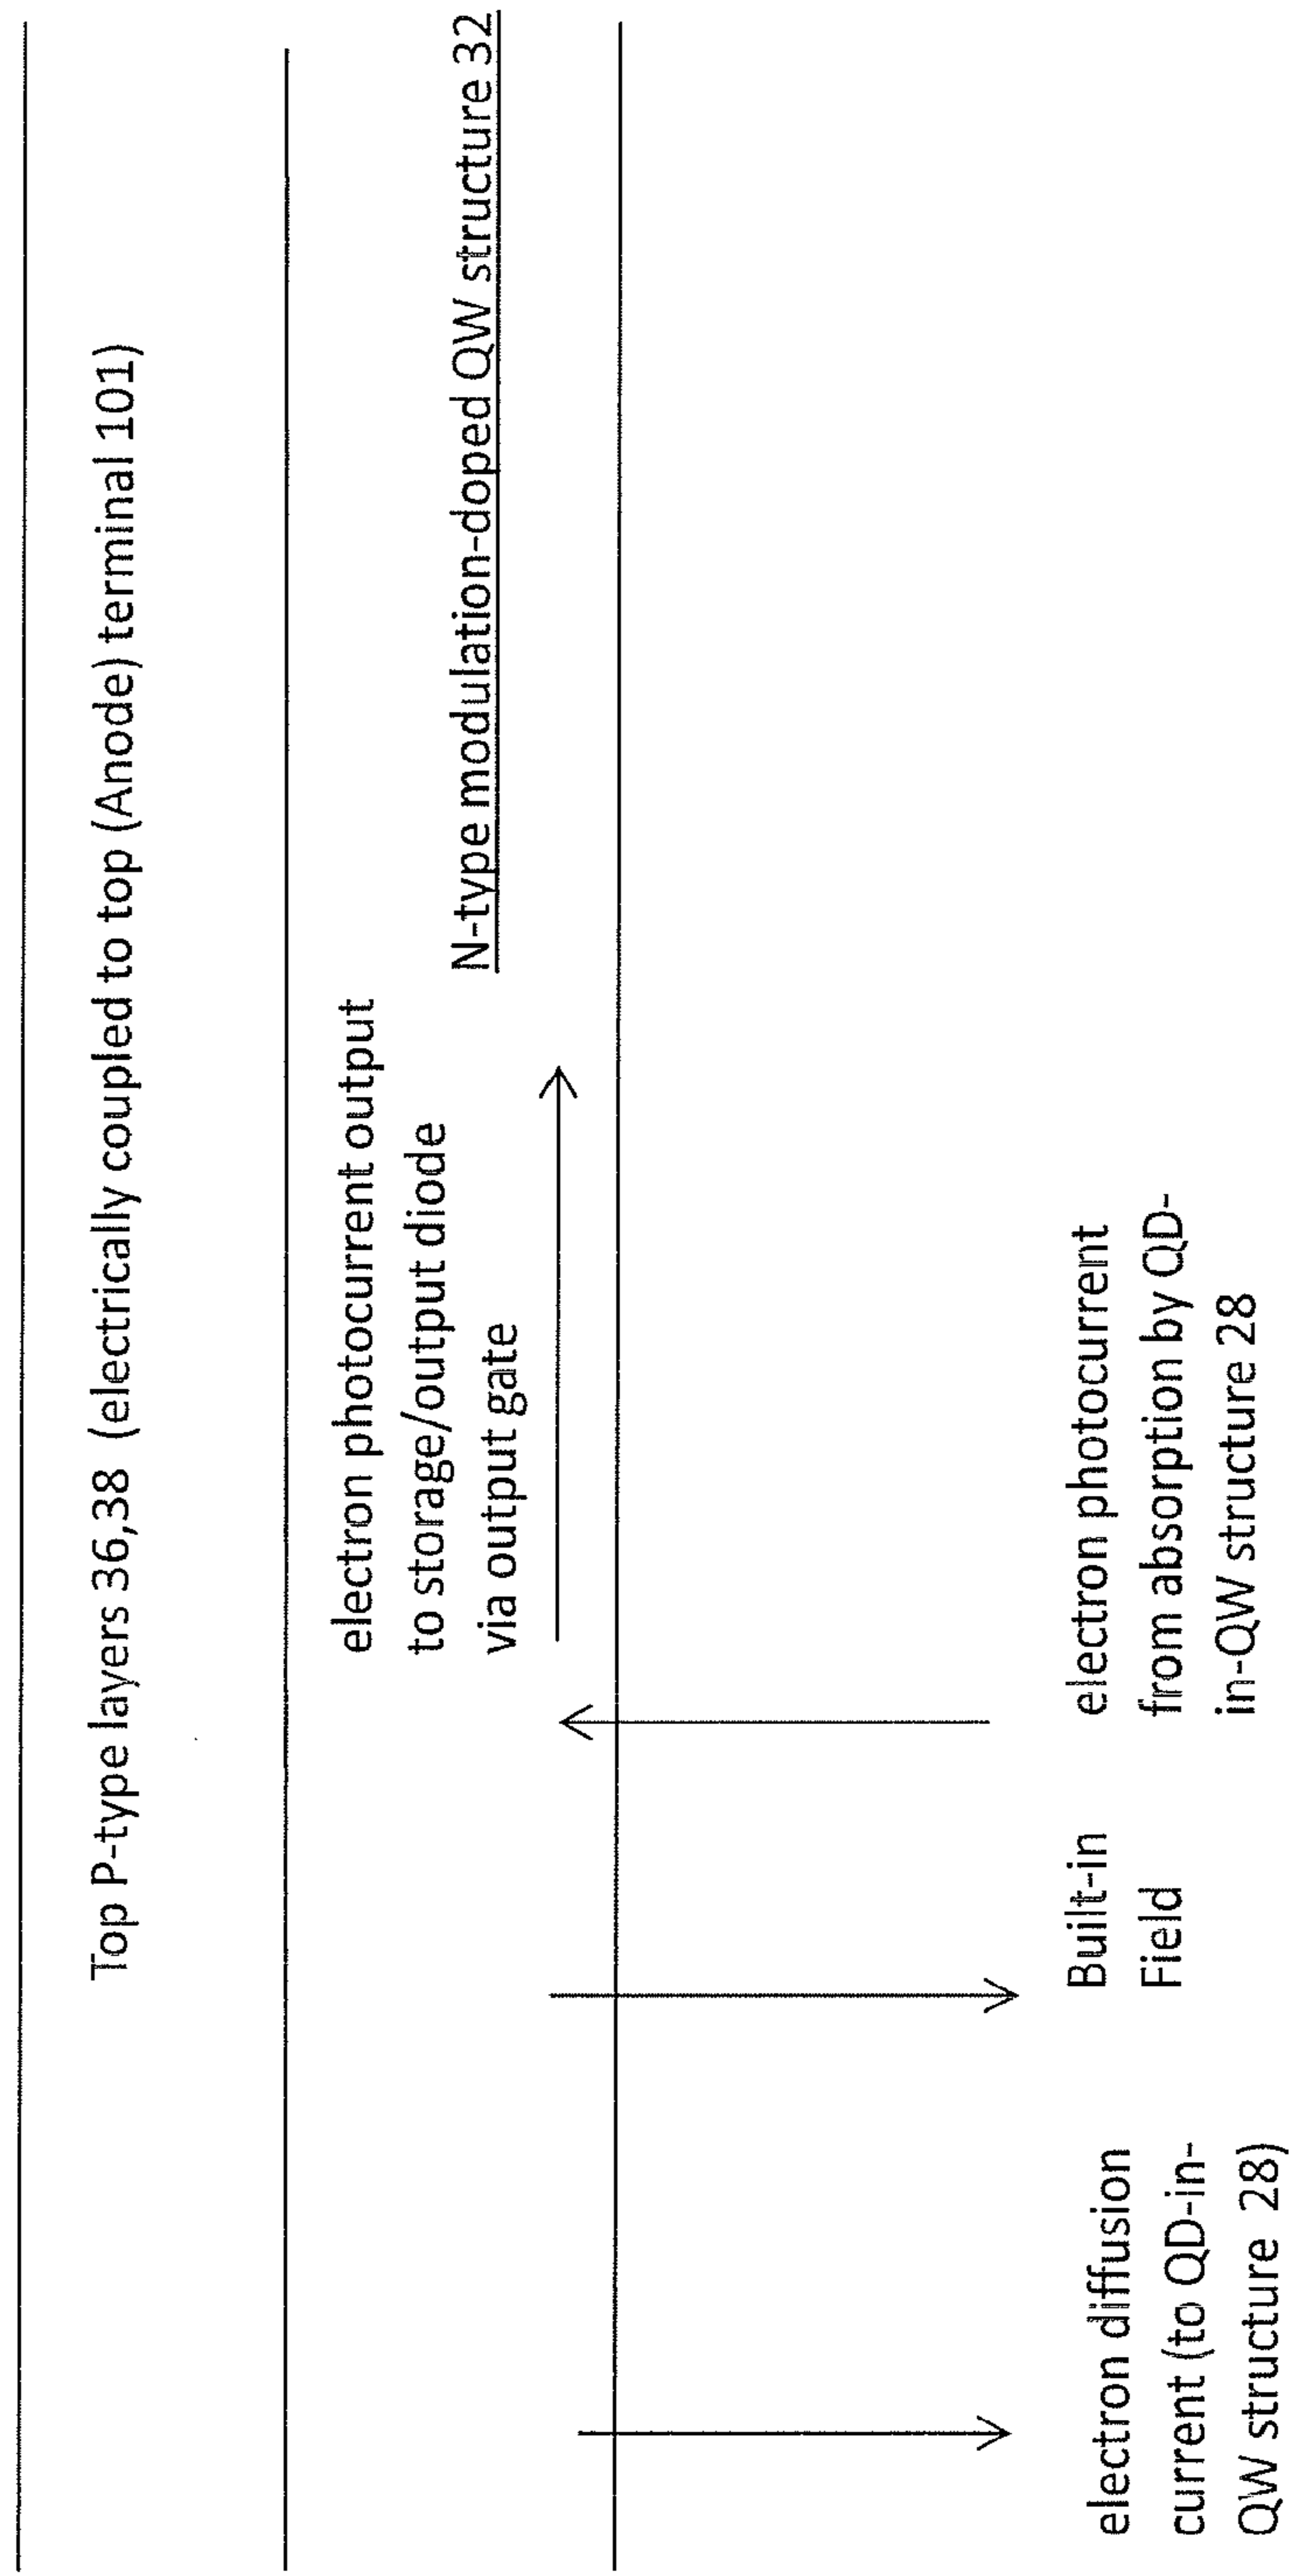 Top P-type layers 36,38 (electrically coupled to top (Anode) terminal 101)
electron photocurrent output
to storage/output diode
via output gate
N-type modulation-doped QW structure 32
electron diffusion
current (to QD-in-
QW structure 28)
Built-in
Field
electron photocurrent
from absorption by QD-
in-QW structure 28